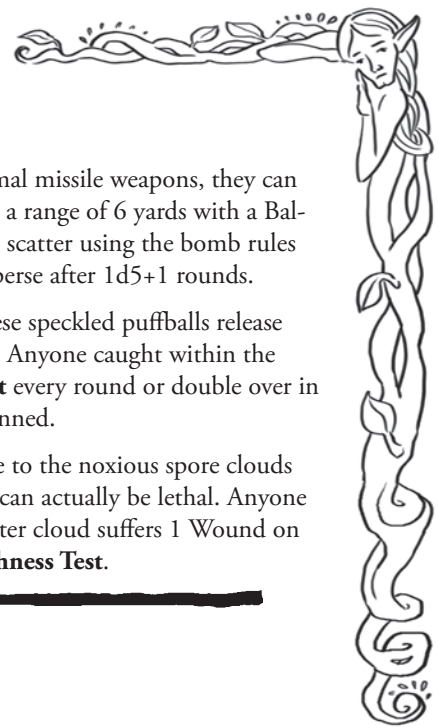 nal missile weapons, they can
a range of 6 yards with a Bal-
scatter using the bomb rules
perse after 1d5+1 rounds.
ese speckled puffballs release
. Anyone caught within the
t every round or double over in
nned.
e to the noxious spore clouds
can actually be lethal. Anyone
ter cloud suffers 1 Wound on
hness Test.